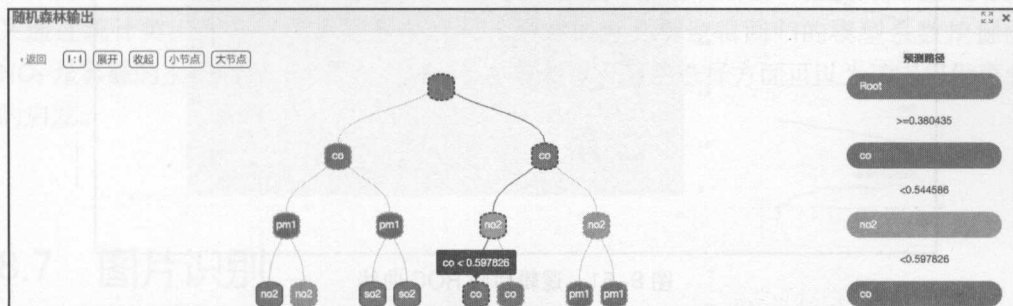 随机森林输出
‹返回 1:1 展开 收起 小节点 大节点
预测路径
Root
>=0.380435
co
<0.544586
no2
<0.597826
co
co co
pm1 pm1 no2 no2
co < 0.597826
no2 no2 so2 so2 co co pm1 pm1